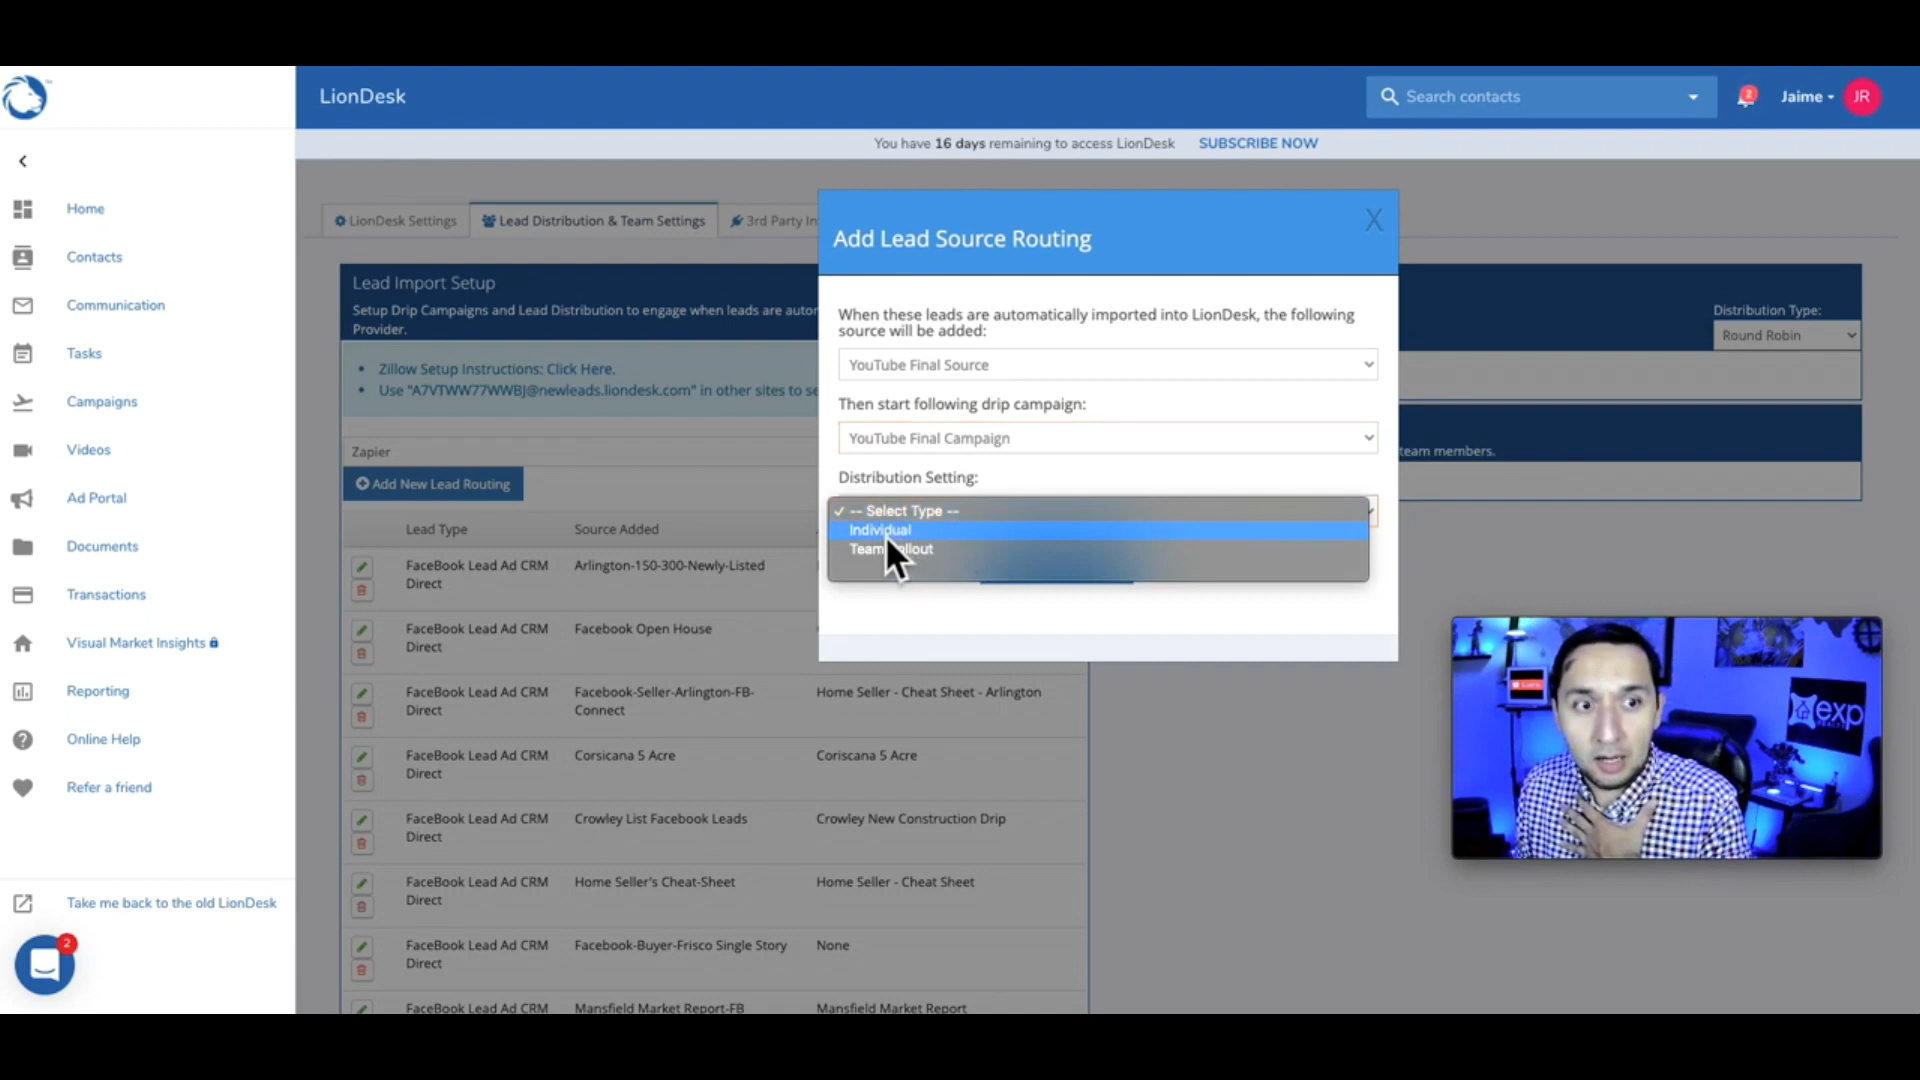 LionDesk
Search contacts
2
Jaime
JR
You have 16 days remaining to access LionDesk SUBSCRIBE NOW
Home
Contacts
Communication
Tasks
Campaigns
Videos
Ad Portal
Documents
Transactions
Visual Market Insights
Reporting
Online Help
Refer a friend
Take me back to the old LionDesk
2
LionDesk Settings
Lead Distribution & Team Settings
3rd Party In
Lead Import Setup
Setup Drip Campaigns and Lead Distribution to engage when leads are autor
Provider.
• Zillow Setup Instructions: Click Here.
• Use "A7VTWW77WWBJ@newleads.liondesk.com" in other sites to se
Zapier
Add New Lead Routing
Lead Type Source Added
FaceBook Lead Ad CRM Arlington-150-300-Newly-Listed
Direct
FaceBook Lead Ad CRM Facebook Open House
Direct
FaceBook Lead Ad CRM Facebook-Seller-Arlington-FB- Home Seller - Cheat Sheet - Arlington
Direct Connect
FaceBook Lead Ad CRM Corsicana 5 Acre Coriscana 5 Acre
Direct
FaceBook Lead Ad CRM Crowley List Facebook Leads Crowley New Construction Drip
Direct
FaceBook Lead Ad CRM Home Seller's Cheat-Sheet Home Seller - Cheat Sheet
Direct
FaceBook Lead Ad CRM Facebook-Buyer-Frisco Single Story None
Direct
FaceBook Lead Ad CRM Mansfield Market Report-FB Mansfield Market Report
Add Lead Source Routing
X
When these leads are automatically imported into LionDesk, the following
source will be added:
YouTube Final Source
Then start following drip campaign:
YouTube Final Campaign
Distribution Setting:
✓ -- Select Type --
Individual
Team
Distribution Type:
Round Robin
team members.
exp